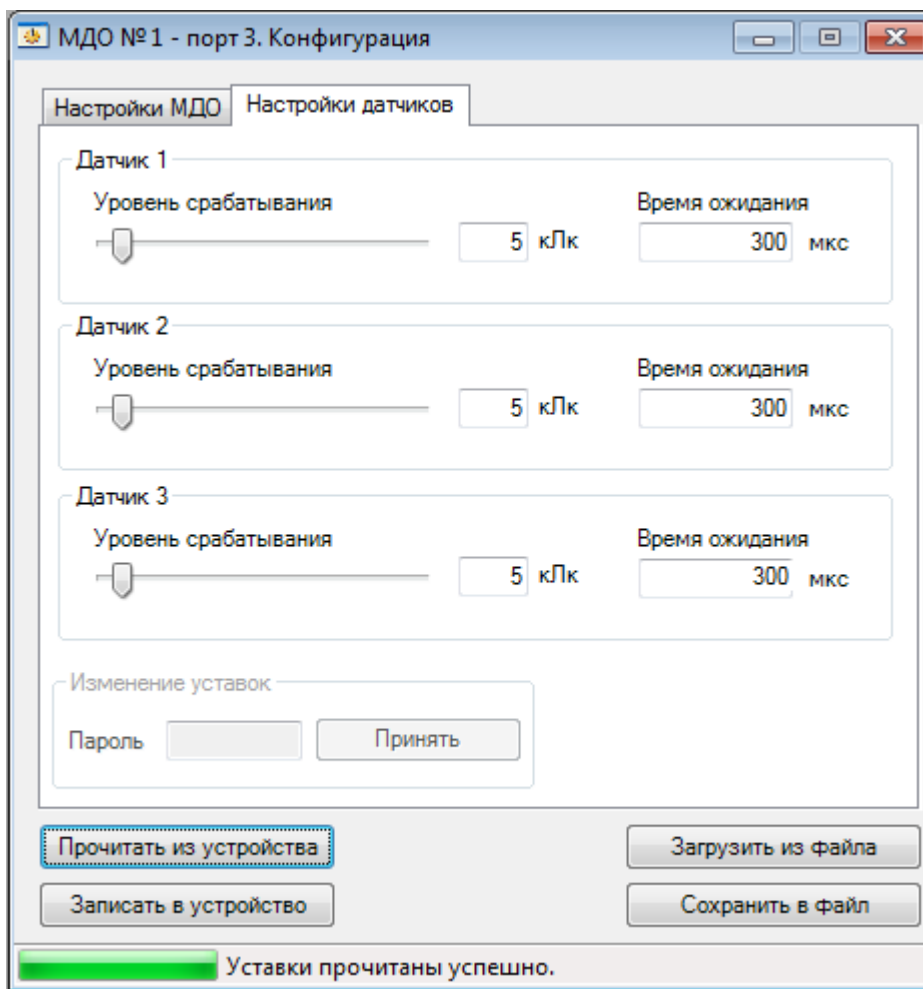 МДО №1 - порт 3. Конфигурация
Настройки МДО Настройки датчиков
Датчик 1
Уровень срабатывания Время ожидания
5 кЛк 300 мкс
Датчик 2
Уровень срабатывания Время ожидания
5 кЛк 300 мкс
Датчик 3
Уровень срабатывания Время ожидания
5 кЛк 300 мкс
Изменение уставок
Пароль Принять
Прочитать из устройства Загрузить из файла
Записать в устройство Сохранить в файл
Уставки прочитаны успешно.